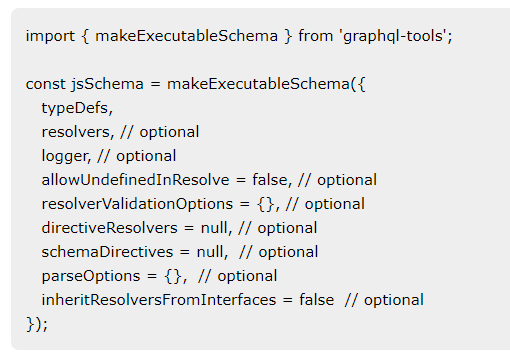 import { makeExecutableSchema } from 'graphql-tools';
const jsSchema = makeExecutableSchema({
typeDefs,
resolvers, // optional
logger, // optional
allowUndefinedInResolve = false, // optional
resolverValidationOptions = {}, // optional
directiveResolvers = null, // optional
schemaDirectives = null,  // optional
parseOptions = {},  // optional
inheritResolversFromInterfaces = false  // optional
});